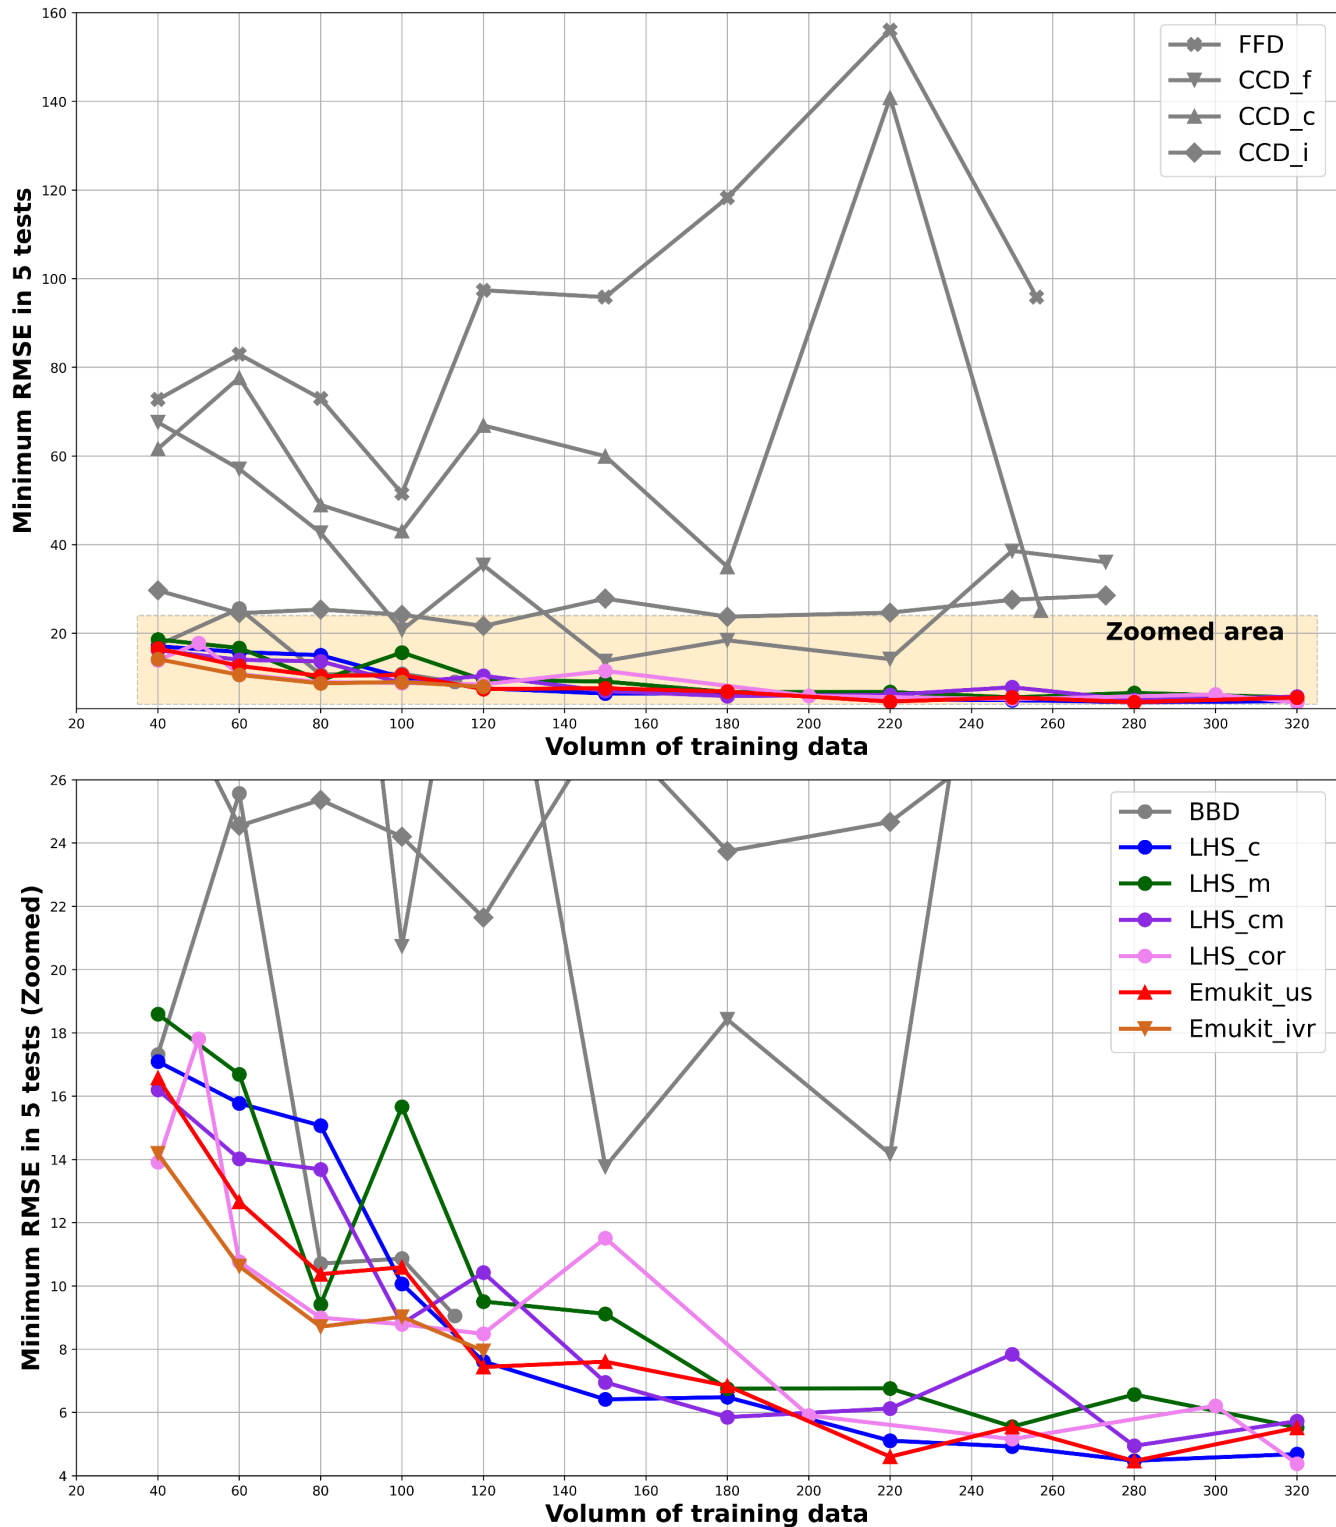 160
140
120
100
80
60
40
20
Minimum RMSE in 5 tests
FFD
CCD_f
CCD_c
CCD_i
Zoomed area
20 40 60 80 100 120 140 160 180 200 220 240 260 280 300 320
Volumn of training data
26
24
22
20
18
16
14
12
10
8
6
4
Minimum RMSE in 5 tests (Zoomed)
BBD
LHS_c
LHS_m
LHS_cm
LHS_cor
Emukit_us
Emukit_ivr
20 40 60 80 100 120 140 160 180 200 220 240 260 280 300 320
Volumn of training data